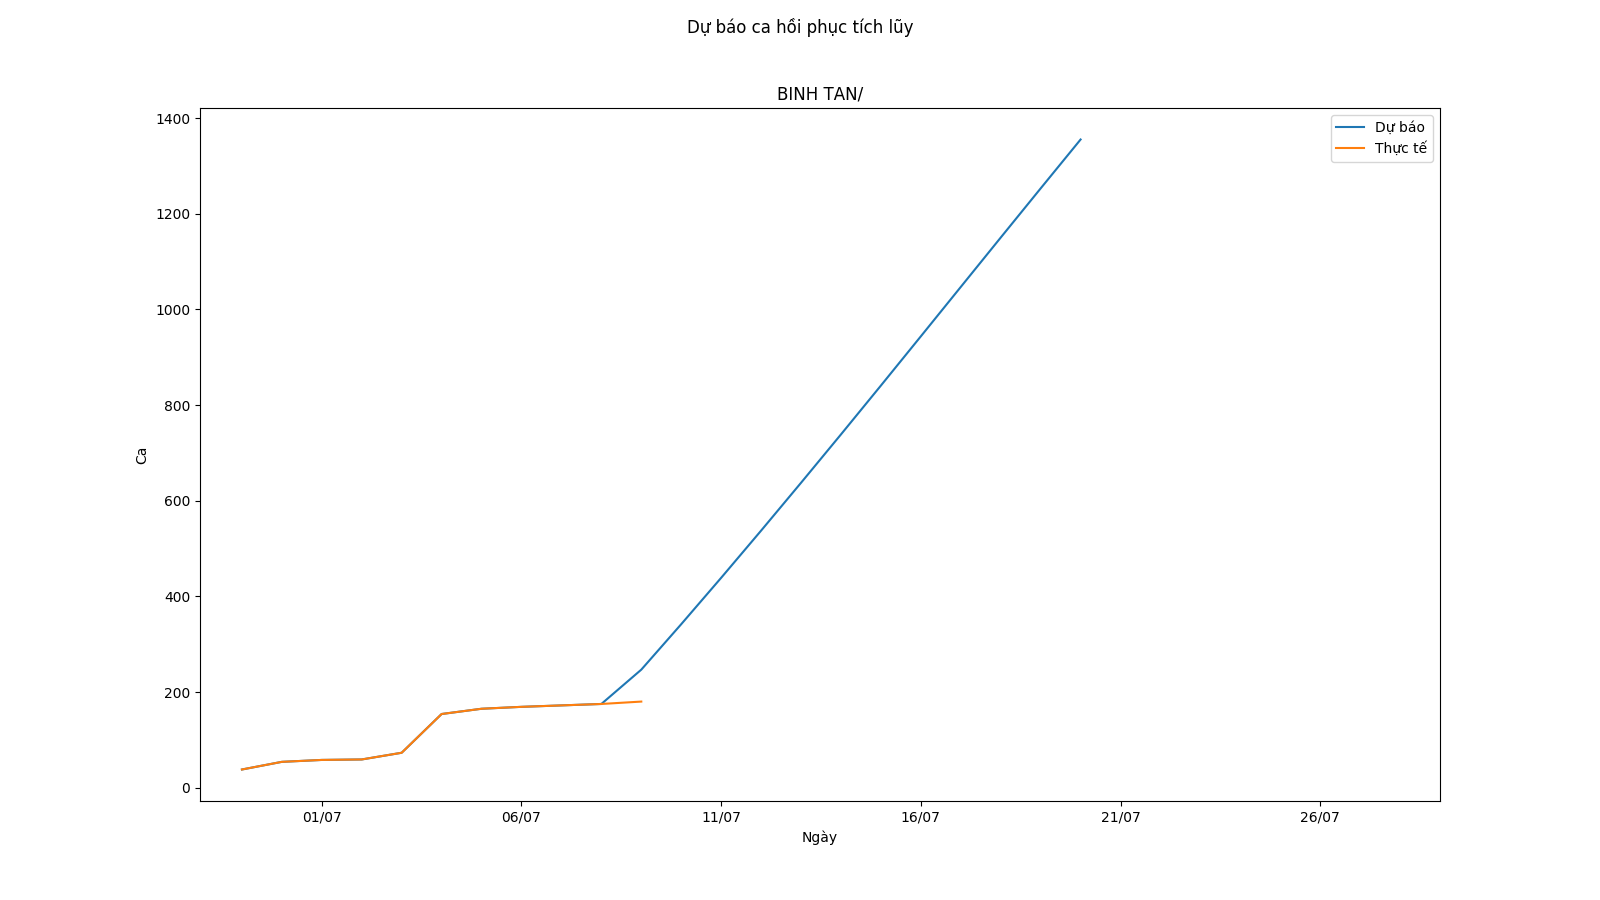 Dự báo ca hồi phục tích lũy
BINH TAN/
Dự báo
Thực tế
1400
1200
1000
800
600
400
200
0
Ca
01/07 06/07 11/07 16/07 21/07 26/07
Ngày